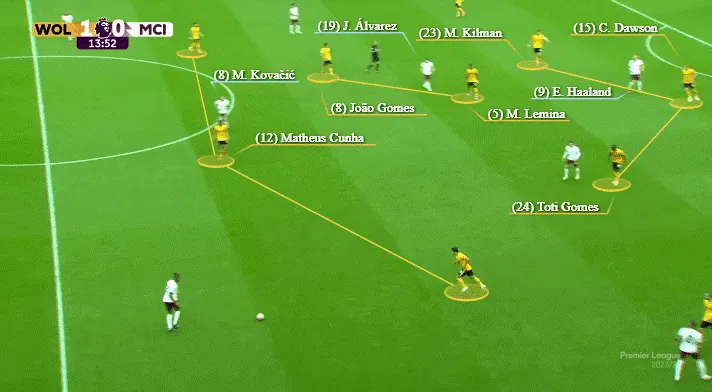 WOL 1 0 MCI
13:52
(19) J. Álvarez
(23) M. Kilman
(15) C. Dawson
(8) M. Kovačić
(9) E. Haaland
(8) João Gomes
(5) M. Lemina
(12) Matheus Cunha
(24) Toti Gomes
Premier League